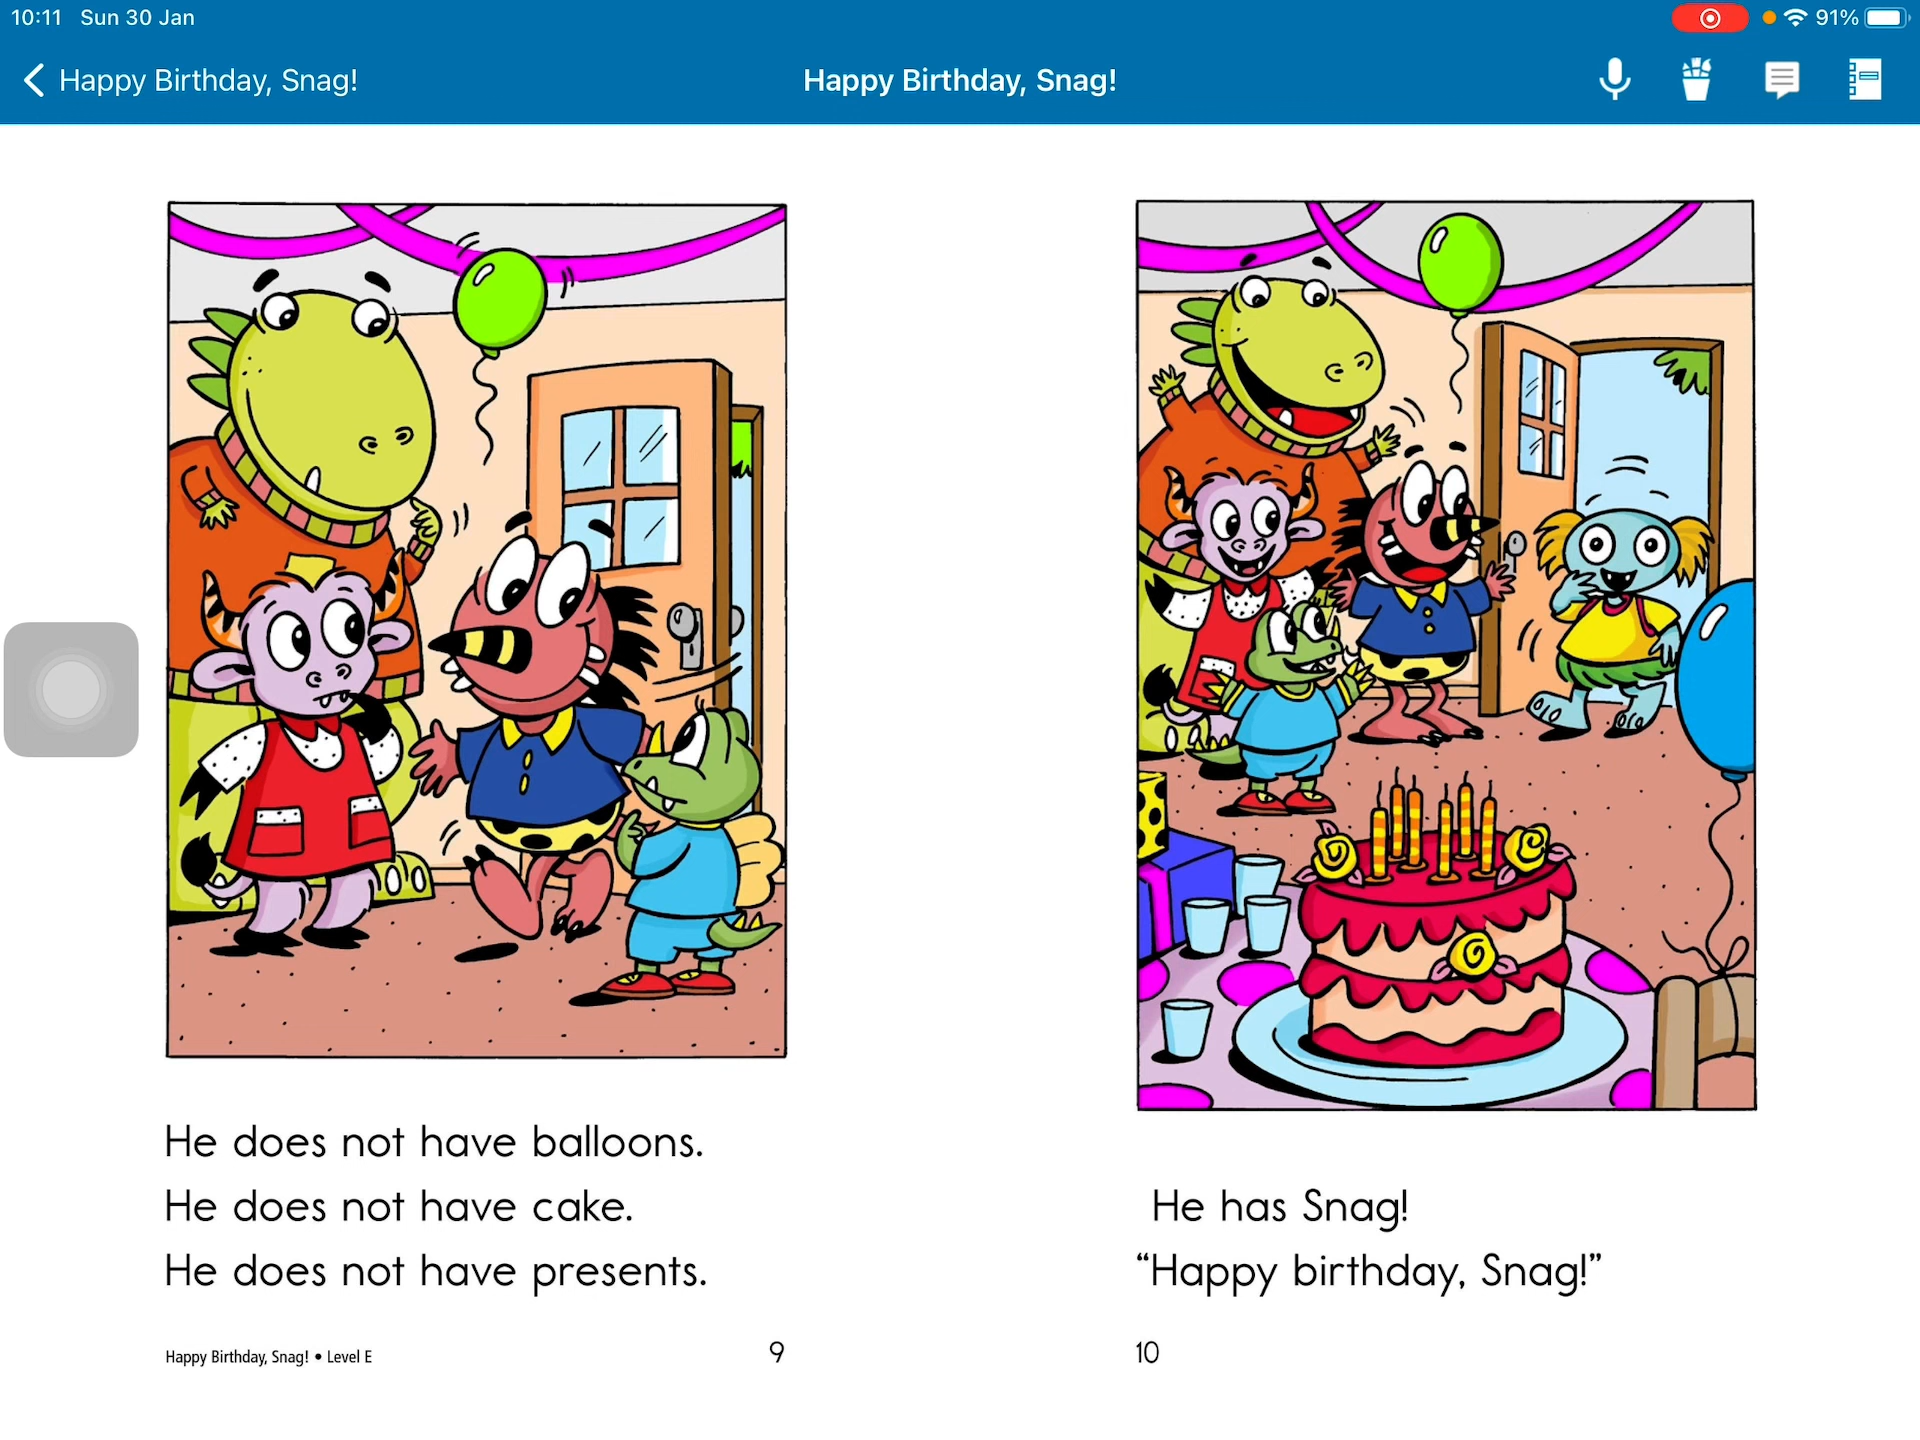 10:11 Sun 30 Jan
91%
Happy Birthday, Snag!
Happy Birthday, Snag!
He does not have balloons.
He does not have cake.
He does not have presents.
Happy Birthday, Snag! • Level E
9
He has Snag!
“Happy birthday, Snag!”
10